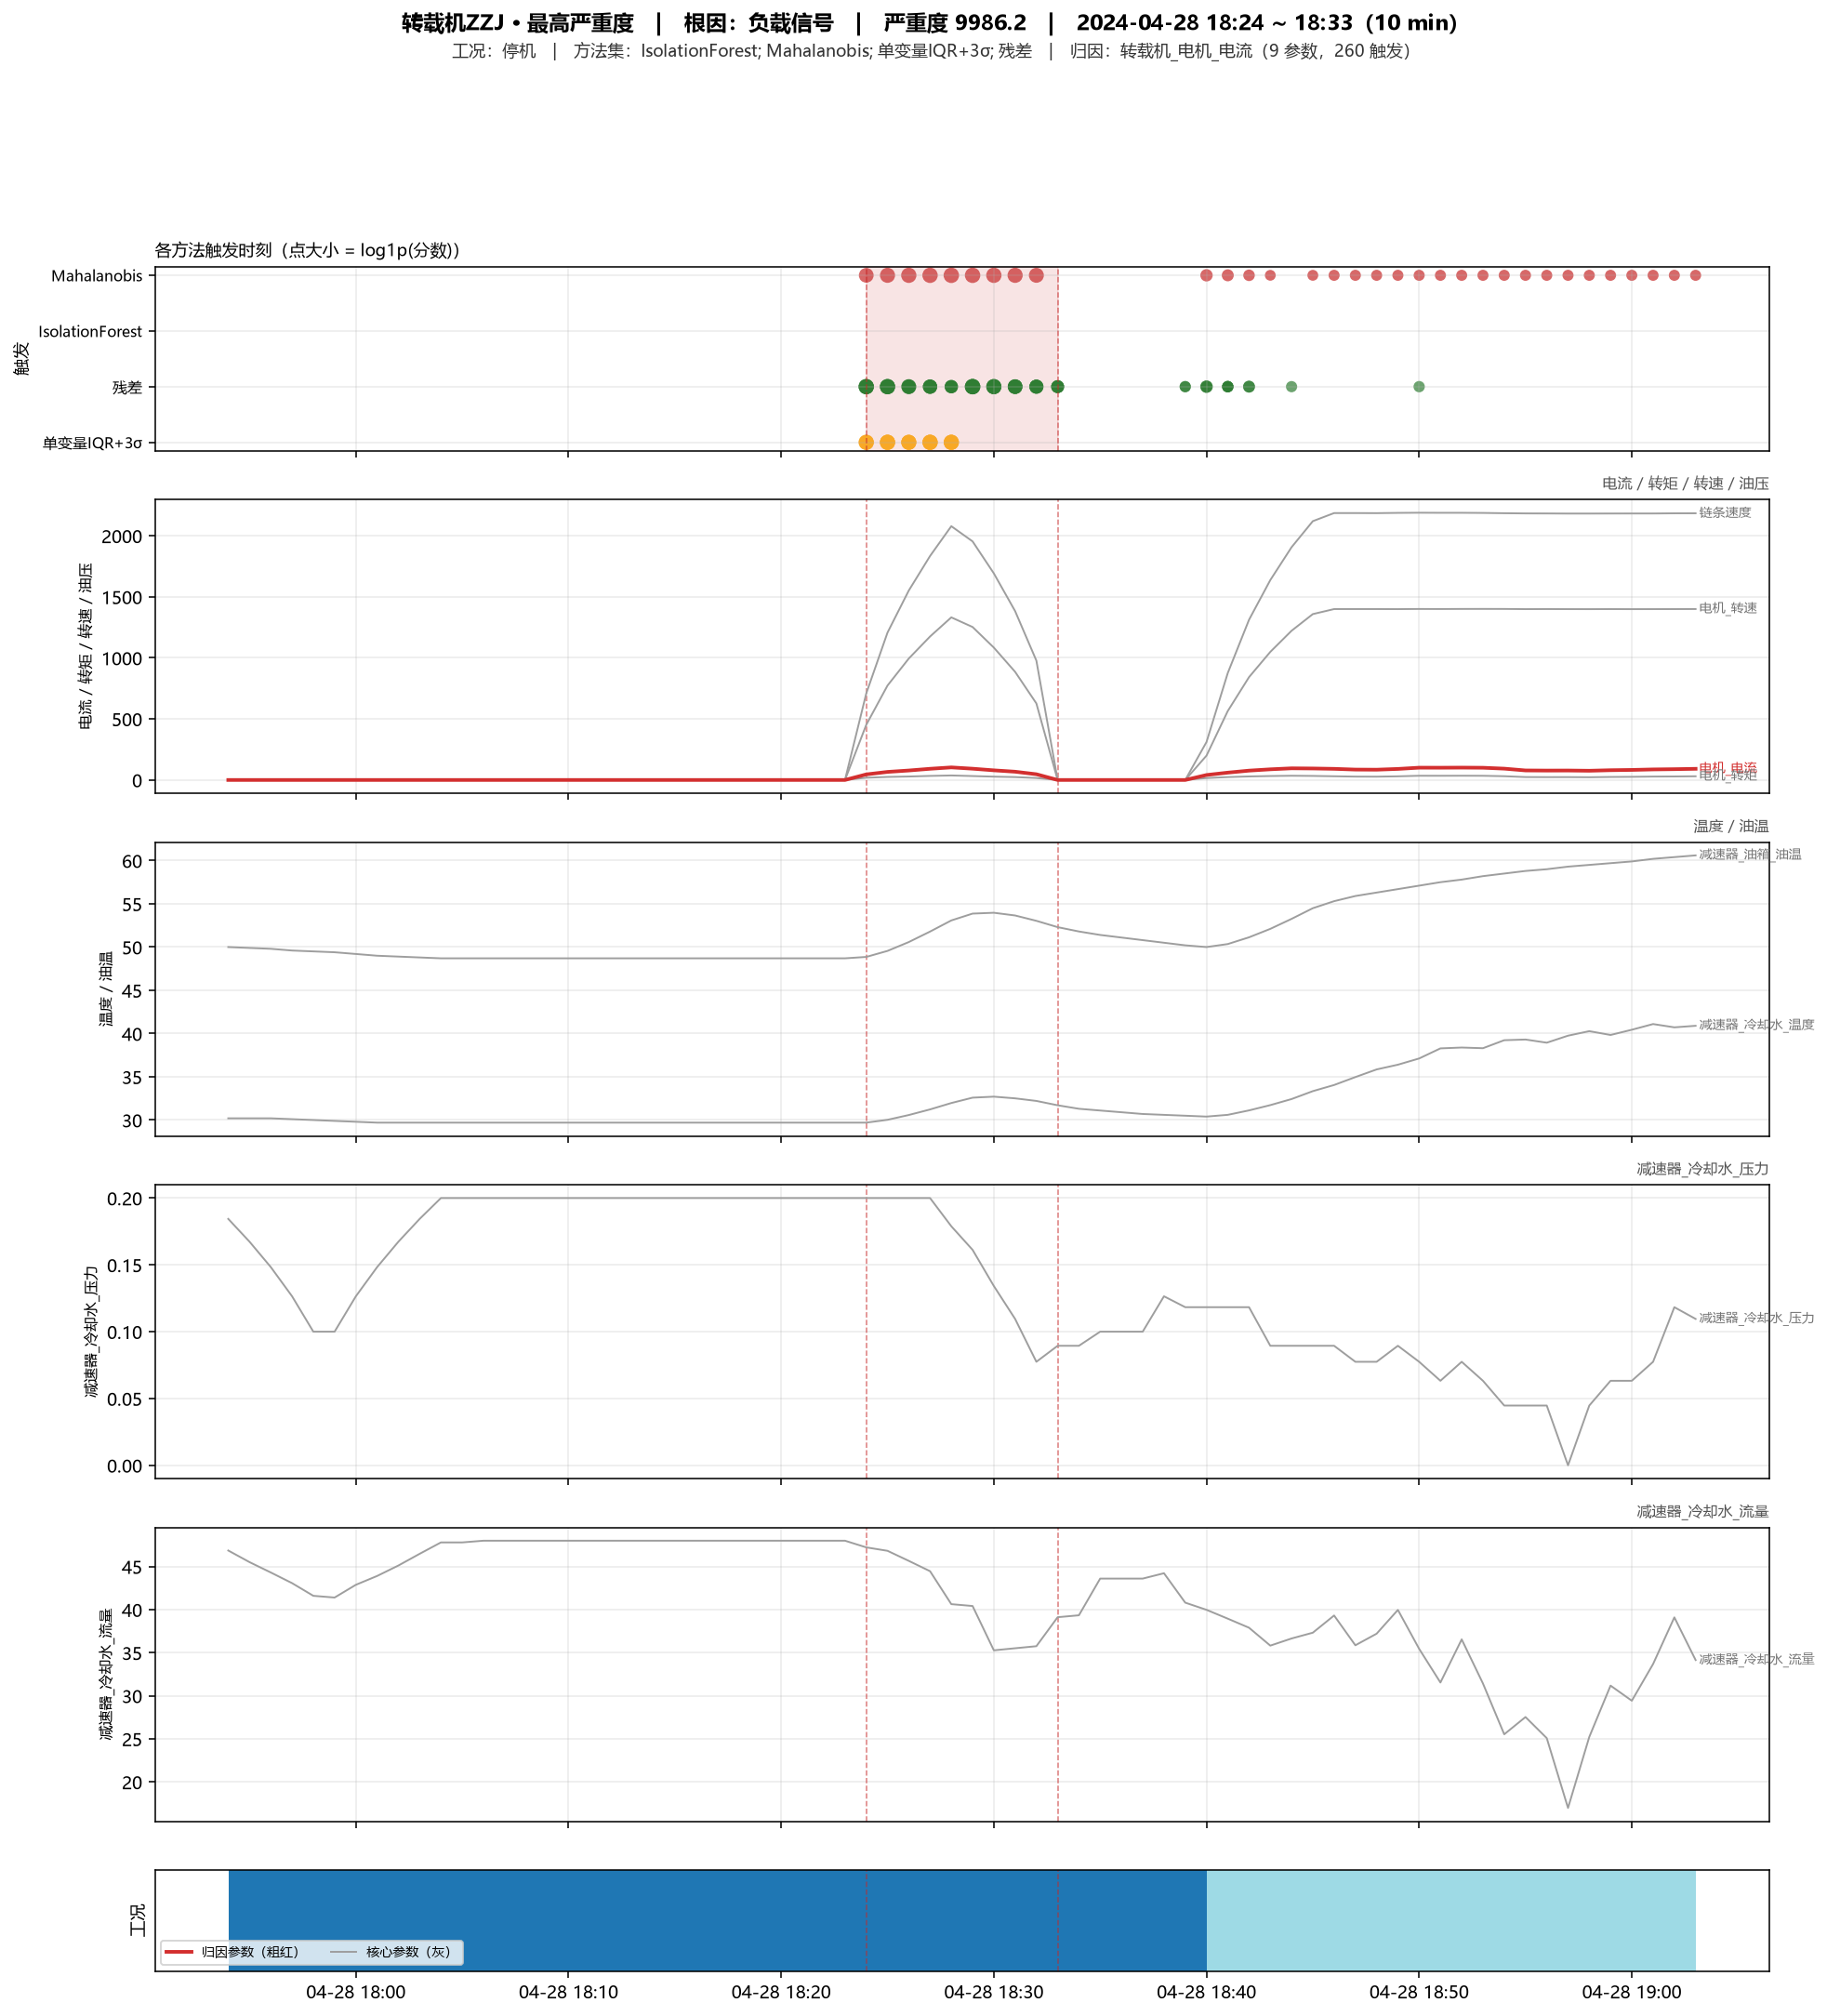 转载机ZZJ • 最高严重度 | 根因：负载信号 | 严重度 9986.2 | 2024-04-28 18:24 ~ 18:33（10 min）
工况：停机 | 方法集：IsolationForest; Mahalanobis; 单变量IQR+3σ; 残差 | 归因：转载机_电机_电流（9 参数，260 触发）
各方法触发时刻（点大小 = log1p(分数)）
触发
Mahalanobis
IsolationForest
残差
单变量IQR+3σ
电流 / 转矩 / 转速 / 油压
电流 / 转矩 / 转速 / 油压
2000
1500
1000
500
0
链条速度
电机_转速
电机_电流
电机_转矩
温度 / 油温
温度 / 油温
60
55
50
45
40
35
30
减速器_油箱_油温
减速器_冷却水_温度
减速器_冷却水_压力
减速器_冷却水_压力
0.20
0.15
0.10
0.05
0.00
减速器_冷却水_压力
减速器_冷却水_流量
减速器_冷却水_流量
45
40
35
30
25
20
减速器_冷却水_流量
工况
归因参数（粗红）
核心参数（灰）
04-28 18:00
04-28 18:10
04-28 18:20
04-28 18:30
04-28 18:40
04-28 18:50
04-28 19:00